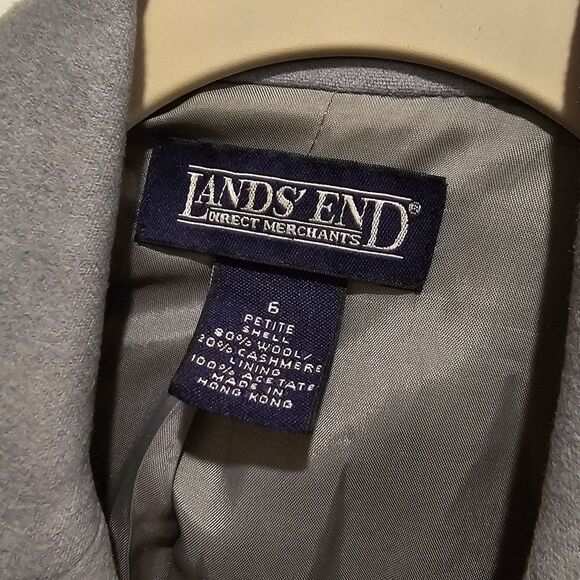 LANDS' END®
DIRECT MERCHANTS
6
PETITE
SHELL
80% WOOL/
20% CASHMERE
LINING
100% ACETATE
MADE IN
HONG KONG